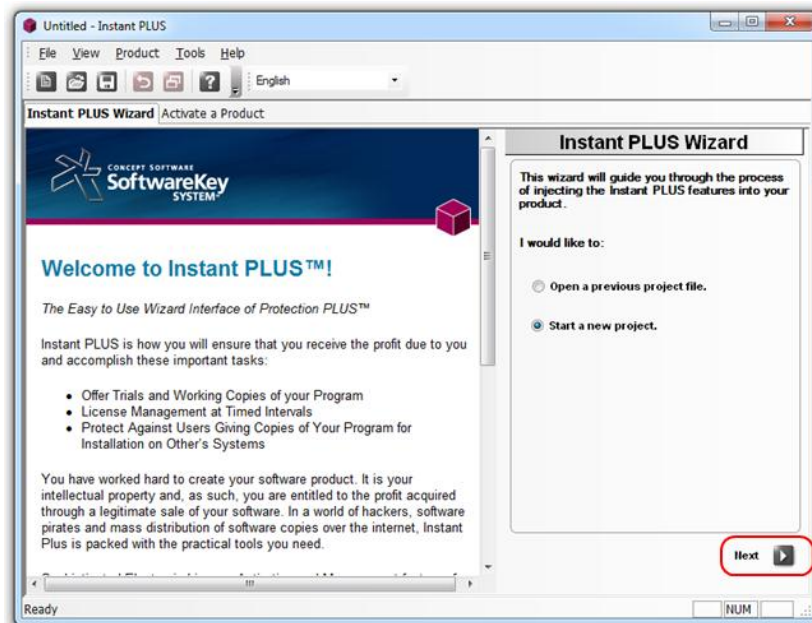 Untitled - Instant PLUS
File View Product Tools Help
English
Instant PLUS Wizard Activate a Product
CONCEPT SOFTWARE
SoftwareKey
SYSTEM
Welcome to Instant PLUS™!
The Easy to Use Wizard Interface of Protection PLUS™
Instant PLUS is how you will ensure that you receive the profit due to you
and accomplish these important tasks:
• Offer Trials and Working Copies of your Program
• License Management at Timed Intervals
• Protect Against Users Giving Copies of Your Program for
Installation on Other's Systems
You have worked hard to create your software product. It is your
intellectual property and, as such, you are entitled to the profit acquired
through a legitimate sale of your software. In a world of hackers, software
pirates and mass distribution of software copies over the internet, Instant
Plus is packed with the practical tools you need.
Instant PLUS Wizard
This wizard will guide you through the process
of injecting the Instant PLUS features into your
product.
I would like to:
Open a previous project file.
Start a new project.
Next
Ready
NUM